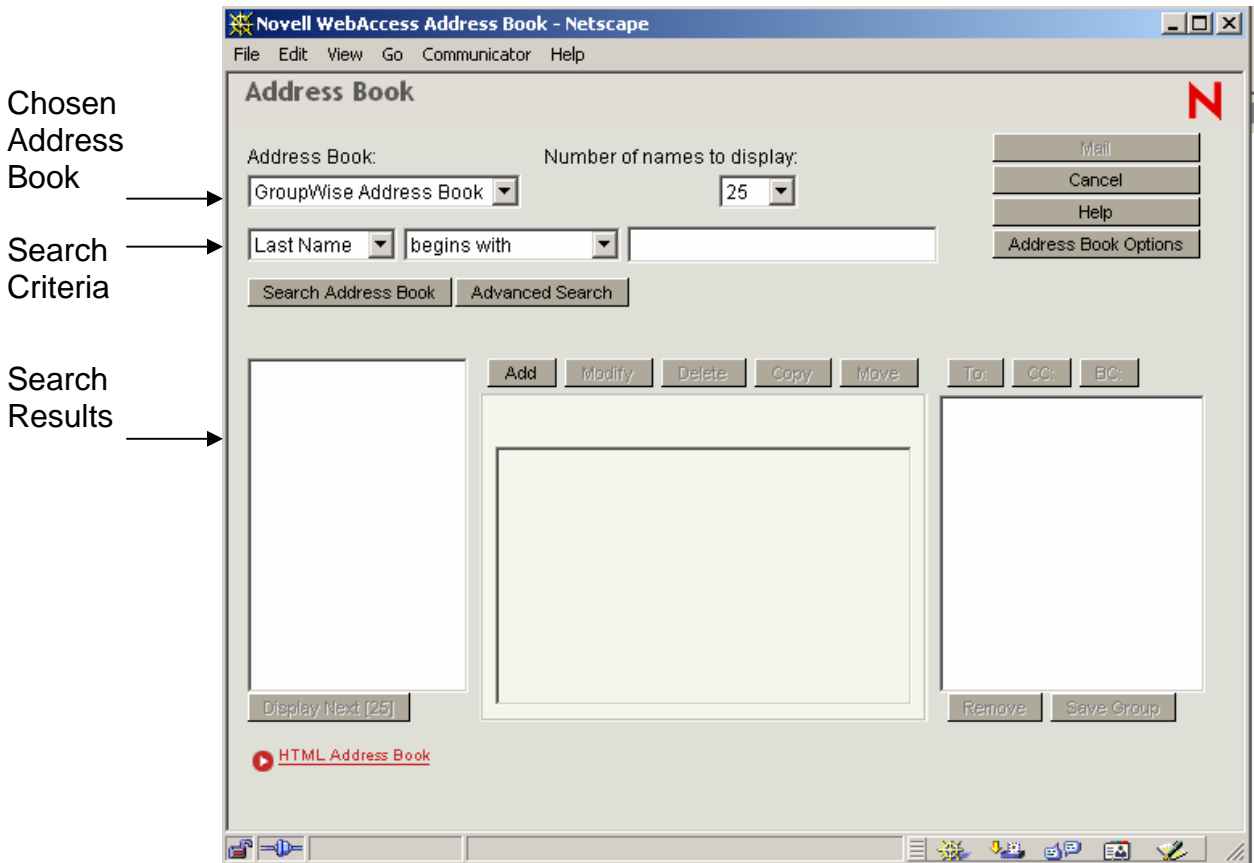 Novell WebAccess Address Book - Netscape
File Edit View Go Communicator Help
Address Book
N
Chosen
Address
Book
Address Book:
Number of names to display:
GroupWise Address Book
25
Mail
Cancel
Help
Address Book Options
Search
Criteria
Last Name
begins with
Search Address Book
Advanced Search
Search
Results
Add
Modify
Delete
Copy
Move
To:
CC:
BC:
Display Next [25]
Remove
Save Group
HTML Address Book